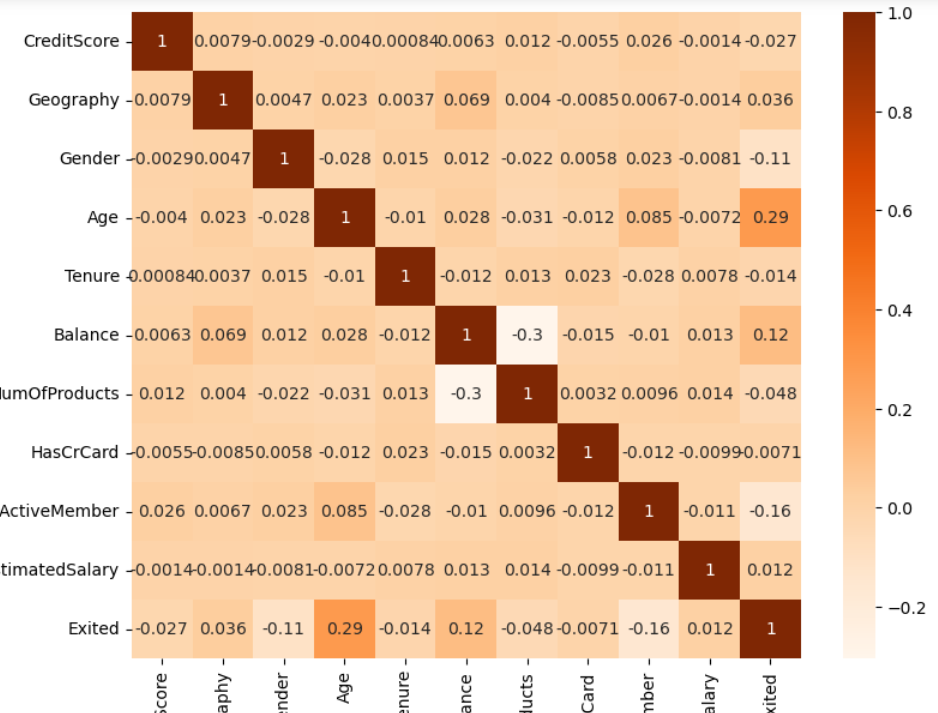 CreditScore 1 0.0079 -0.0029 -0.004 0.00084 0.0063 0.012 -0.0055 0.026 -0.0014 -0.027
Geography 0.0079 1 0.0047 0.023 0.0037 0.069 0.004 -0.0085 0.0067 -0.0014 0.036
Gender -0.0029 0.0047 1 -0.028 0.015 0.012 -0.022 0.0058 0.023 -0.0081 -0.11
Age -0.004 0.023 -0.028 1 -0.01 0.028 -0.031 -0.012 0.085 -0.0072 0.29
Tenure 0.00084 0.0037 0.015 -0.01 1 -0.012 0.013 0.023 -0.028 0.0078 -0.014
Balance 0.0063 0.069 0.012 0.028 -0.012 1 -0.3 -0.015 -0.01 0.013 0.12
umOfProducts 0.012 0.004 -0.022 -0.031 0.013 -0.3 1 0.0032 0.0096 0.014 -0.048
HasCrCard -0.0055 -0.0085 0.0058 -0.012 0.023 -0.015 0.0032 1 -0.012 -0.0099 -0.0071
ActiveMember 0.026 0.0067 0.023 0.085 -0.028 -0.01 0.0096 -0.012 1 -0.011 -0.16
timatedSalary -0.0014 -0.0014 -0.0081 -0.0072 0.0078 0.013 0.014 -0.0099 -0.011 1 0.012
Exited -0.027 0.036 -0.11 0.29 -0.014 0.12 -0.048 -0.0071 -0.16 0.012 1
Score
aphy
nder
Age
enure
ance
ducts
Card
mber
alary
xited
1.0
0.8
0.6
0.4
0.2
0.0
−0.2